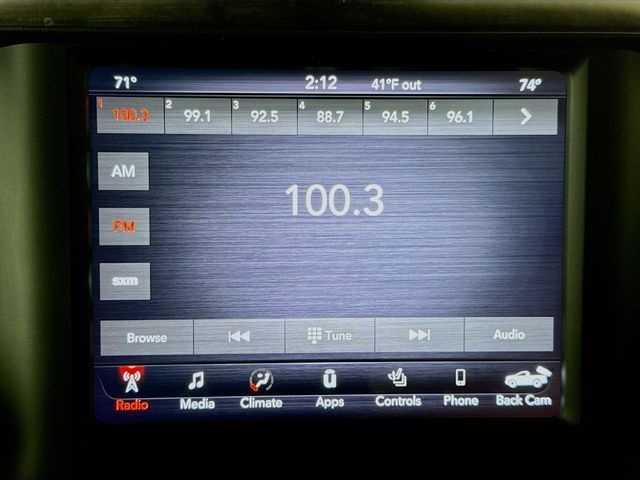 71° 2:12 41°F out 74°
1 100.3 2 99.1 3 92.5 4 88.7 5 94.5 6 96.1
AM
100.3
FM
sxm
Browse Tune Audio
Radio Media Climate Apps Controls Phone Back Cam